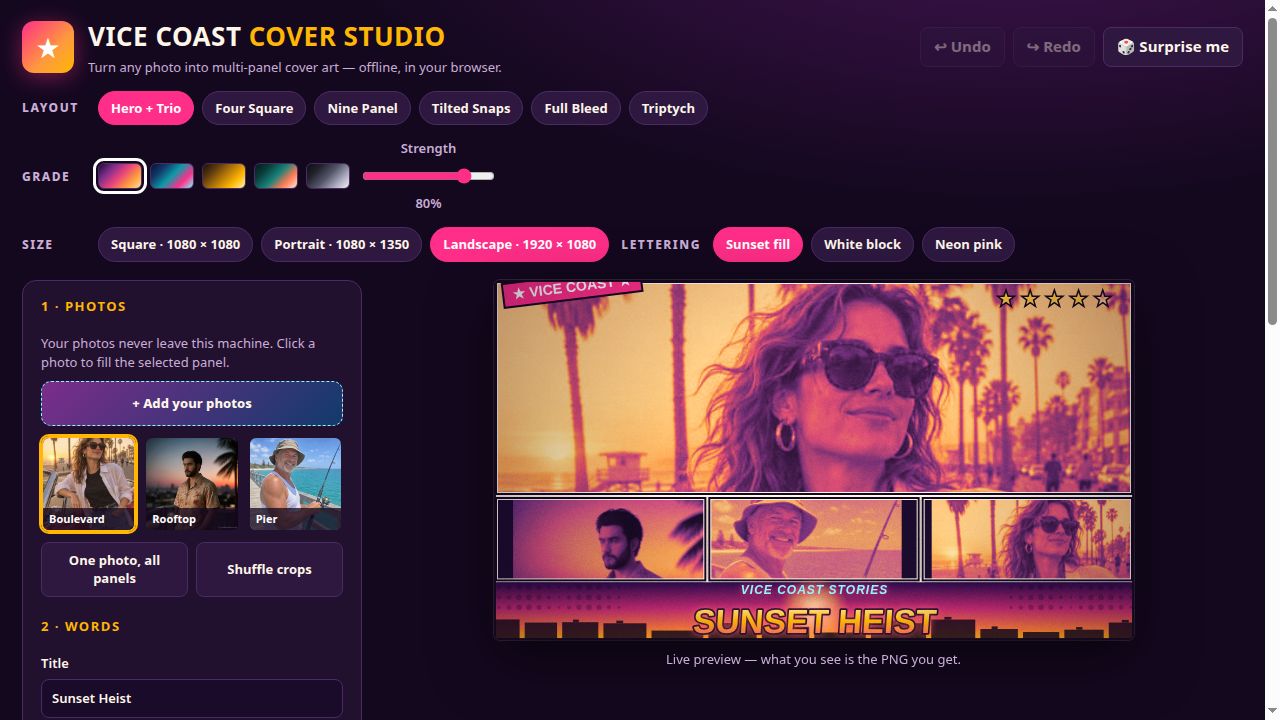 VICE COAST COVER STUDIO
Turn any photo into multi-panel cover art — offline, in your browser.
↩ Undo
↪ Redo
🎲 Surprise me
LAYOUT
Hero + Trio
Four Square
Nine Panel
Tilted Snaps
Full Bleed
Triptych
GRADE
Strength
80%
SIZE
Square · 1080 × 1080
Portrait · 1080 × 1350
Landscape · 1920 × 1080
LETTERING
Sunset fill
White block
Neon pink
1 · PHOTOS
Your photos never leave this machine. Click a
photo to fill the selected panel.
+ Add your photos
Boulevard
Rooftop
Pier
One photo, all
panels
Shuffle crops
2 · WORDS
Title
Sunset Heist
★ VICE COAST ★
VICE COAST STORIES
SUNSET HEIST
Live preview — what you see is the PNG you get.